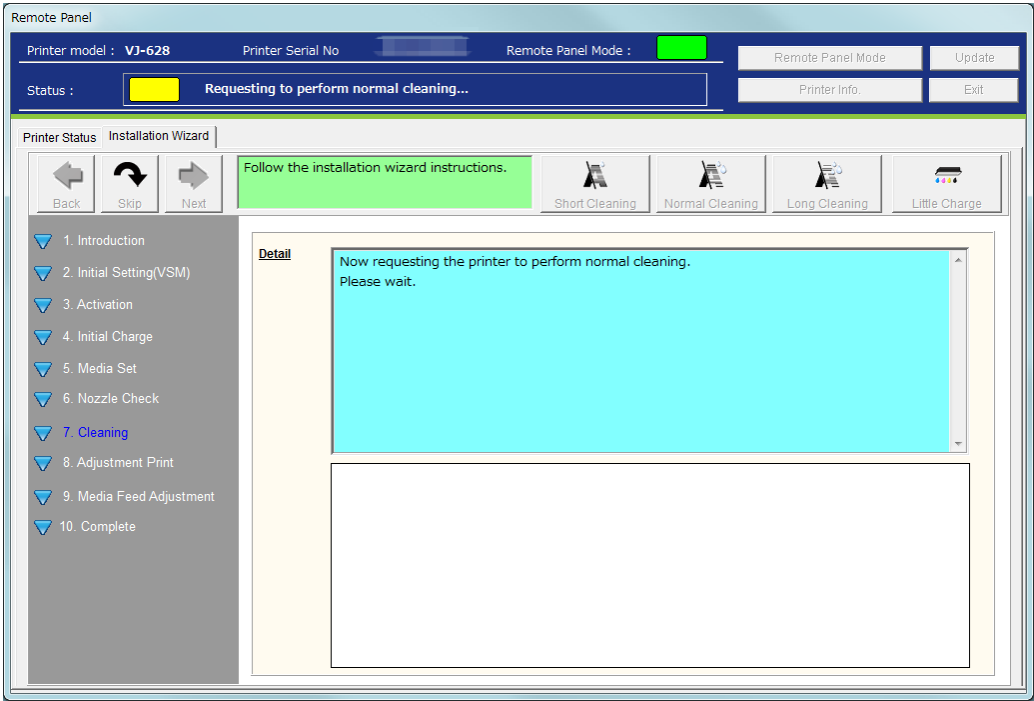 Remote Panel
Printer model : VJ-628 Printer Serial No Remote Panel Mode :
Remote Panel Mode Update
Status : Requesting to perform normal cleaning...
Printer Info. Exit
Printer Status Installation Wizard
Back Skip Next
Follow the installation wizard instructions.
Short Cleaning Normal Cleaning Long Cleaning Little Charge
1. Introduction
2. Initial Setting(VSM)
3. Activation
4. Initial Charge
5. Media Set
6. Nozzle Check
7. Cleaning
8. Adjustment Print
9. Media Feed Adjustment
10. Complete
Detail
Now requesting the printer to perform normal cleaning.
Please wait.